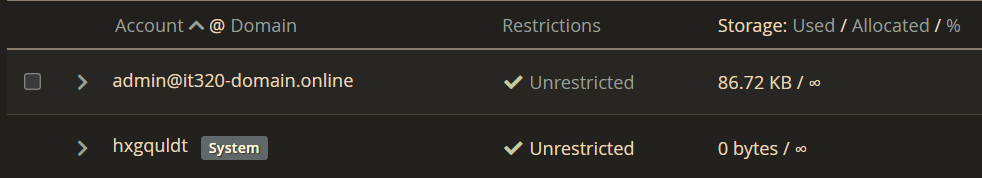 Account @ Domain Restrictions Storage: Used / Allocated / %
admin@it320-domain.online Unrestricted 86.72 KB / ∞
hxgquldt System Unrestricted 0 bytes / ∞